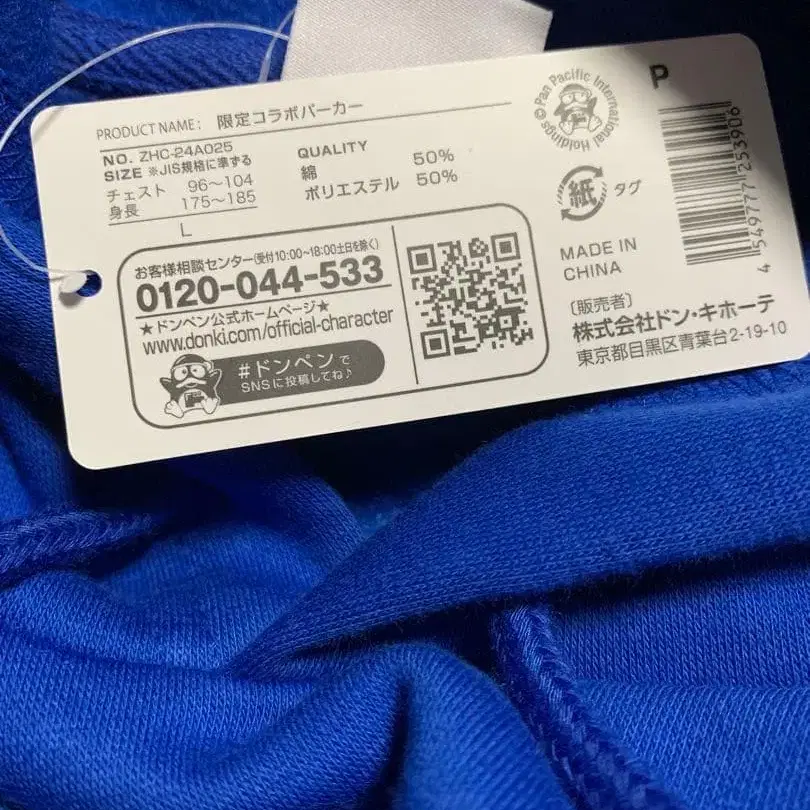 PRODUCT NAME: 限定コラボパーカー
NO. ZHC-24A025
SIZE ※JIS規格に準ずる
チェスト 96～104
身長 175～185
L
QUALITY
綿 50%
ポリエステル 50%
お客様相談センター(受付10:00～18:00土日を除く)
0120-044-533
★ドンペン公式ホームページ★
www.donki.com/official-character
#ドンペンで
SNSに投稿してね♪
©Pan Pacific International Holdings
P
紙 タグ
MADE IN
CHINA
〔販売者〕
株式会社ドン・キホーテ
東京都目黒区青葉台2-19-10
4 549777 253906